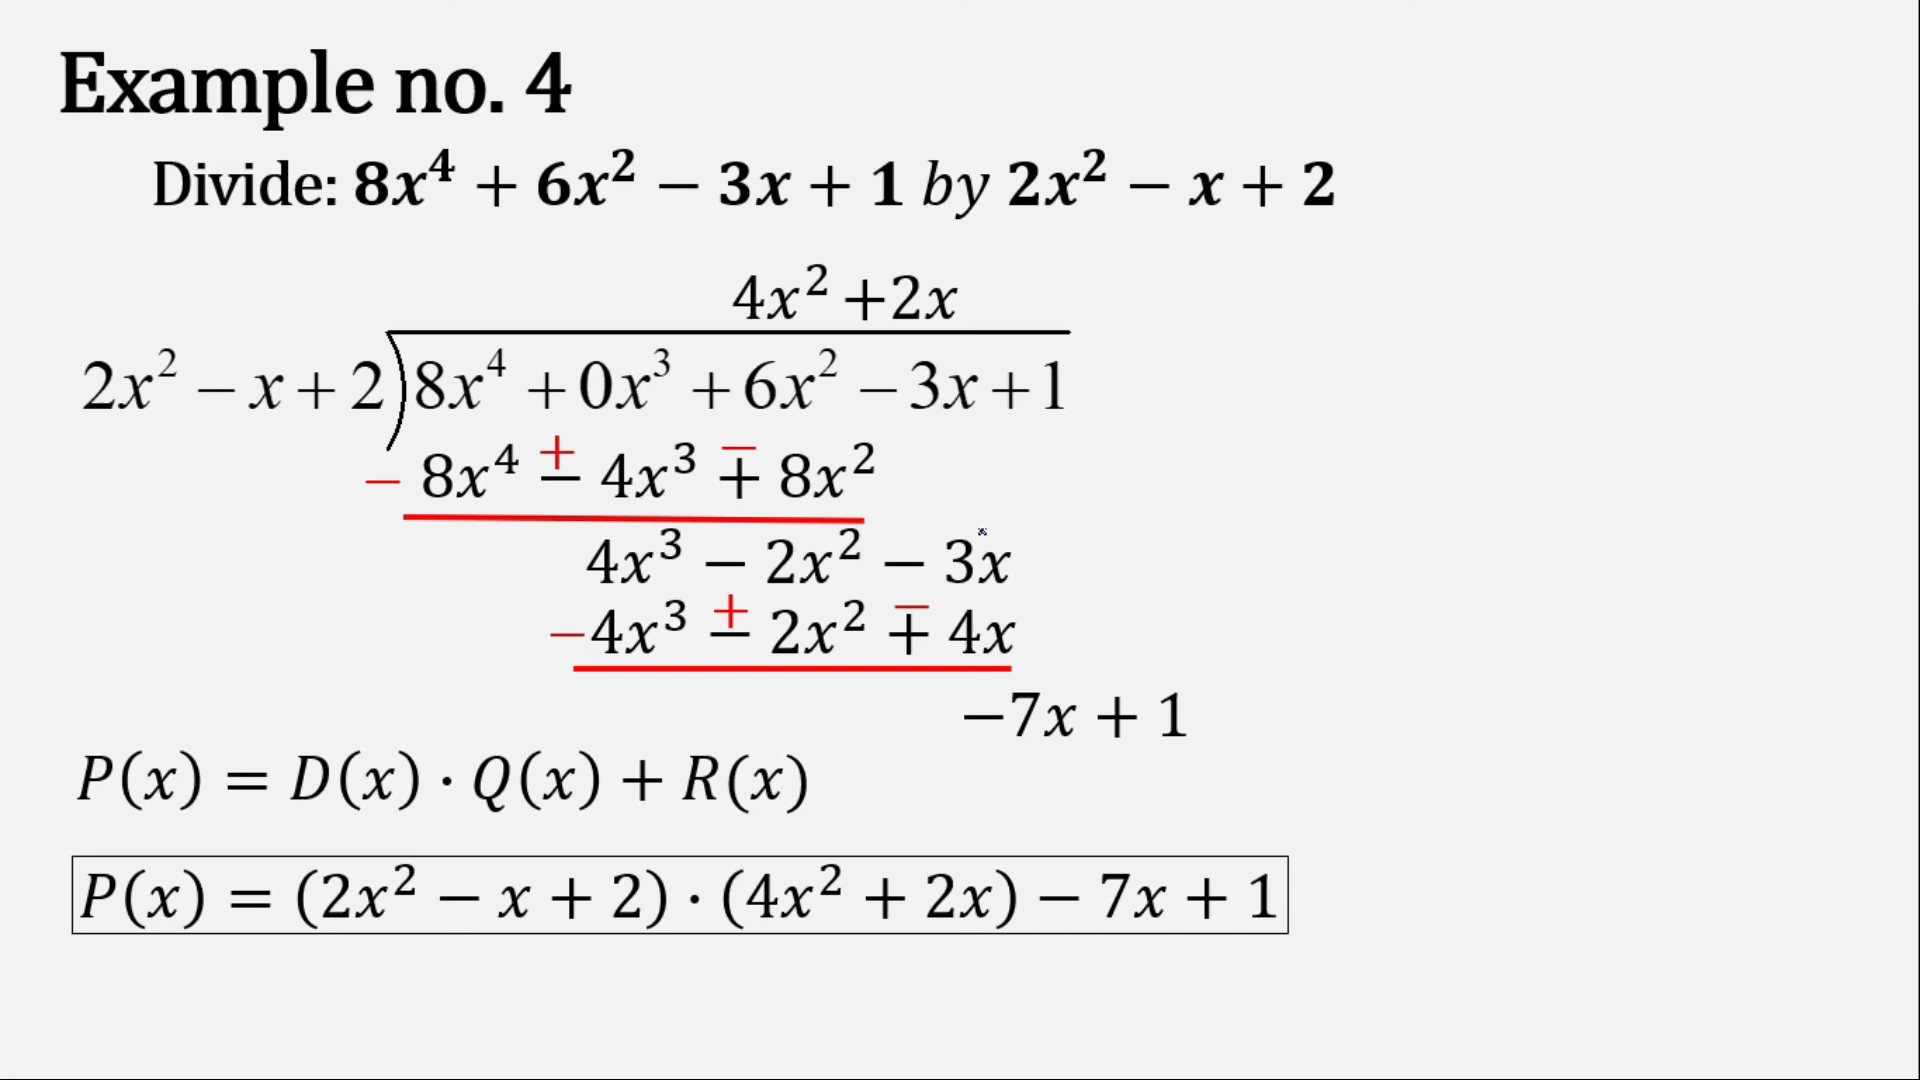 Example no. 4
Divide: 8x⁴ + 6x² − 3x + 1 by 2x² − x + 2
4x² +2x
2x² − x + 2)8x⁴ + 0x³ + 6x² − 3x + 1
− 8x⁴ − + 4x³ + − 8x²
4x³ − 2x² − 3x
−4x³ − + 2x² + − 4x
−7x + 1
P(x) = D(x) · Q(x) + R(x)
P(x) = (2x² − x + 2) · (4x² + 2x) − 7x + 1